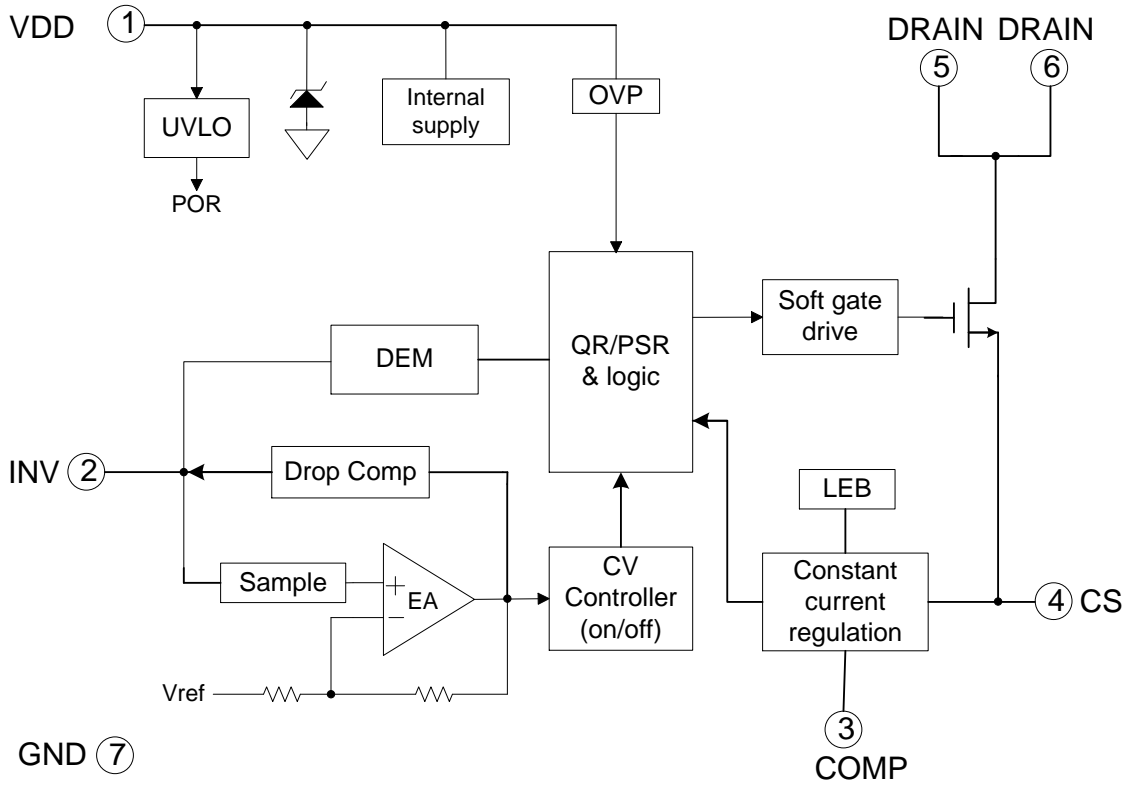 VDD 1
DRAIN DRAIN
5 6
UVLO
Internal
supply
OVP
POR
Soft gate
drive
QR/PSR
& logic
DEM
INV 2
Drop Comp
LEB
Sample
+
EA
−
CV
Controller
(on/off)
Constant
current
regulation
4 CS
Vref
3
COMP
GND 7